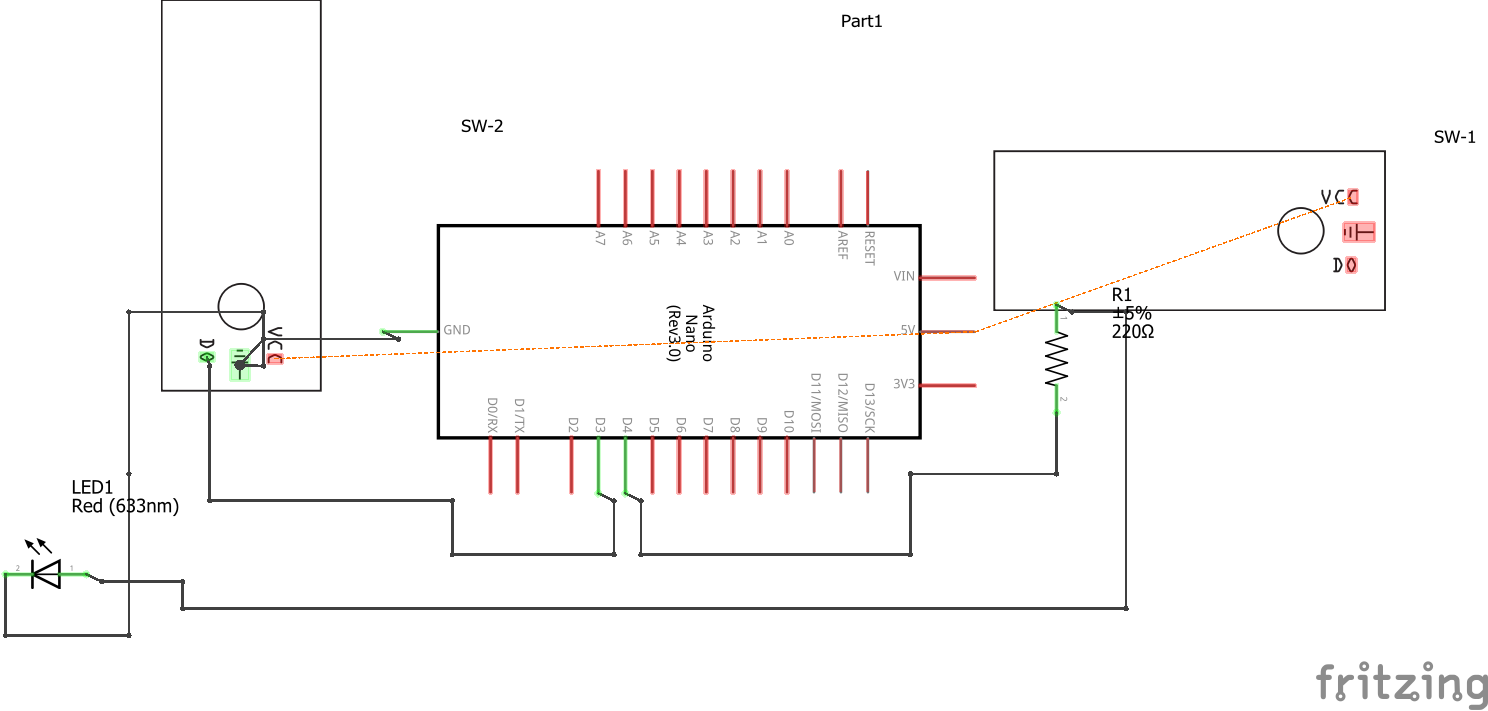 Part1
SW-2
SW-1
A7
A6
A5
A4
A3
A2
A1
A0
AREF
RESET
VIN
5V
3V3
GND
Arduino
Nano
(Rev3.0)
D0/RX
D1/TX
D2
D3
D4
D5
D6
D7
D8
D9
D10
D11/MOSI
D12/MISO
D13/SCK
VCC
D0
VCC
D0
R1
±5%
220Ω
1
2
LED1
Red (633nm)
2
1
fritzing